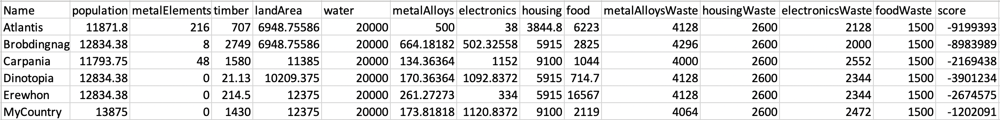 Name population metalElements timber landArea water metalAlloys electronics housing food metalAlloysWaste housingWaste electronicsWaste foodWaste score
Atlantis 11871.8 216 707 6948.75586 20000 500 38 3844.8 6223 4128 2600 2128 1500 -9199393
Brobdingnag 12834.38 8 2749 6948.75586 20000 664.18182 502.32558 5915 2825 4296 2600 2000 1500 -8983989
Carpania 11793.75 48 1580 11385 20000 134.36364 1152 9100 1044 4000 2600 2552 1500 -2169438
Dinotopia 12834.38 0 21.13 10209.375 20000 170.36364 1092.8372 5915 714.7 4128 2600 2344 1500 -3901234
Erewhon 12834.38 0 214.5 12375 20000 261.27273 334 5915 16567 4128 2600 2344 1500 -2674575
MyCountry 13875 0 1430 12375 20000 173.81818 1120.8372 9100 2119 4064 2600 2472 1500 -1202091